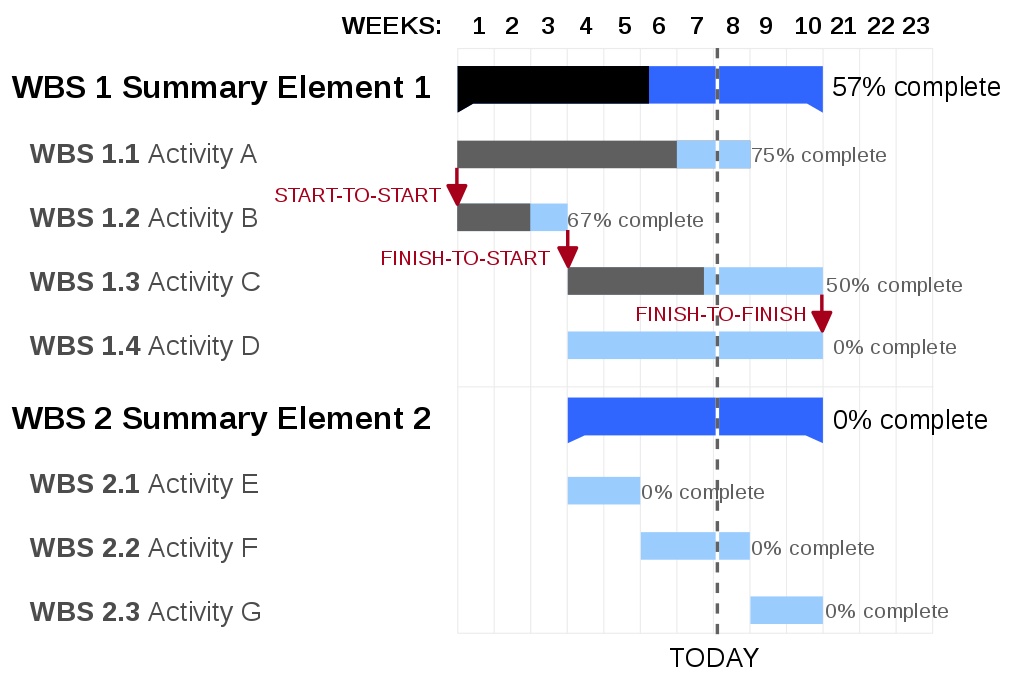 WEEKS: 1 2 3 4 5 6 7 8 9 10 21 22 23
WBS 1 Summary Element 1 57% complete
WBS 1.1 Activity A 75% complete
START-TO-START
WBS 1.2 Activity B 67% complete
FINISH-TO-START
WBS 1.3 Activity C 50% complete
FINISH-TO-FINISH
WBS 1.4 Activity D 0% complete
WBS 2 Summary Element 2 0% complete
WBS 2.1 Activity E 0% complete
WBS 2.2 Activity F 0% complete
WBS 2.3 Activity G 0% complete
TODAY